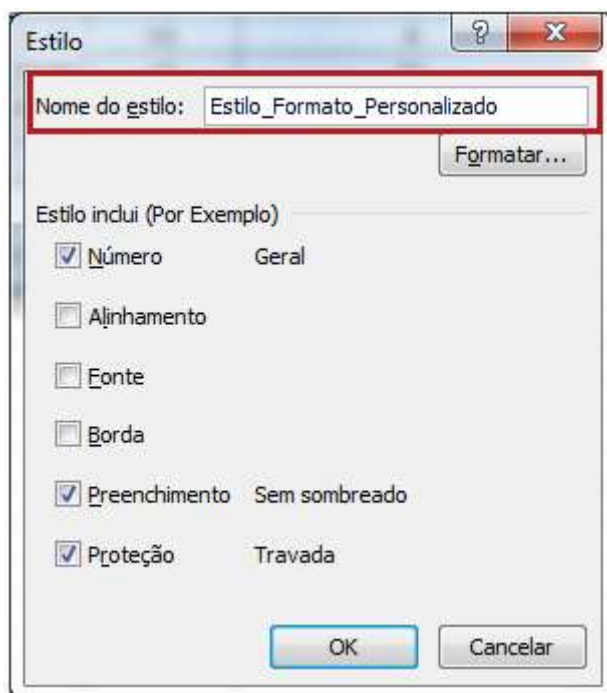 Estilo
Nome do estilo: Estilo_Formato_Personalizado
Formatar...
Estilo inclui (Por Exemplo)
Número Geral
Alinhamento
Fonte
Borda
Preenchimento Sem sombreado
Proteção Travada
OK Cancelar